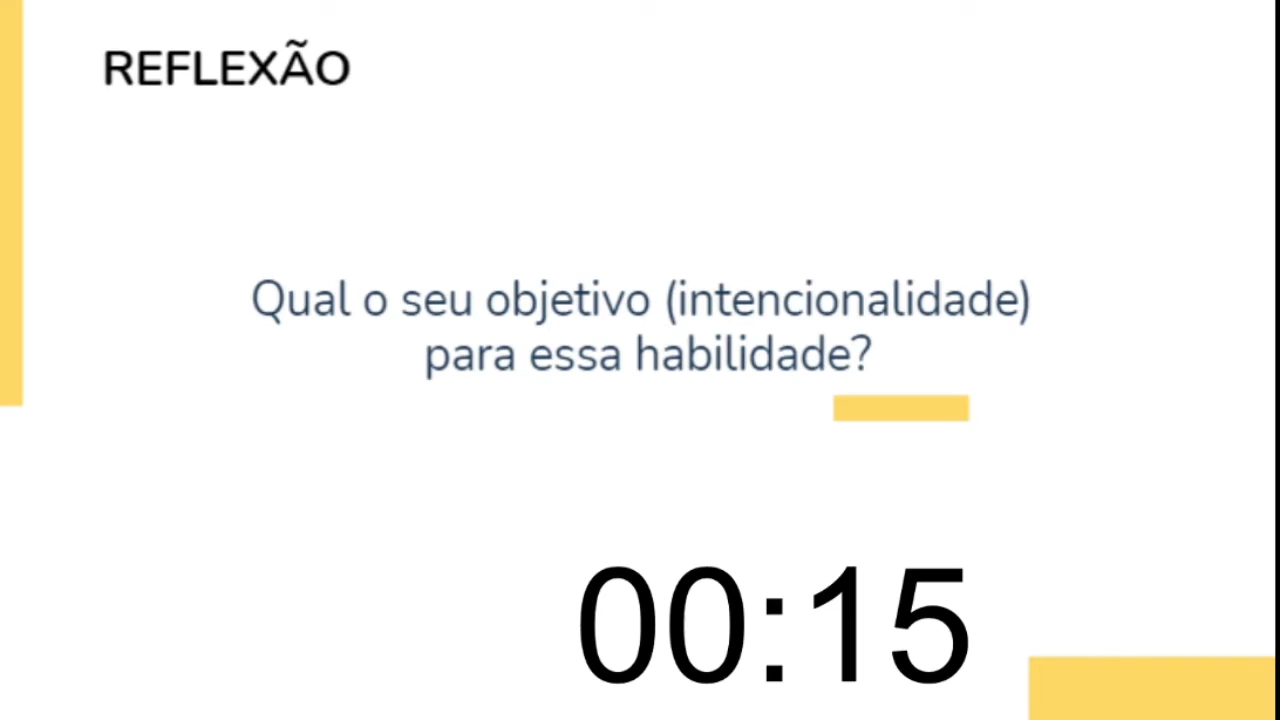 REFLEXÃO
Qual o seu objetivo (intencionalidade)
para essa habilidade?
00:15